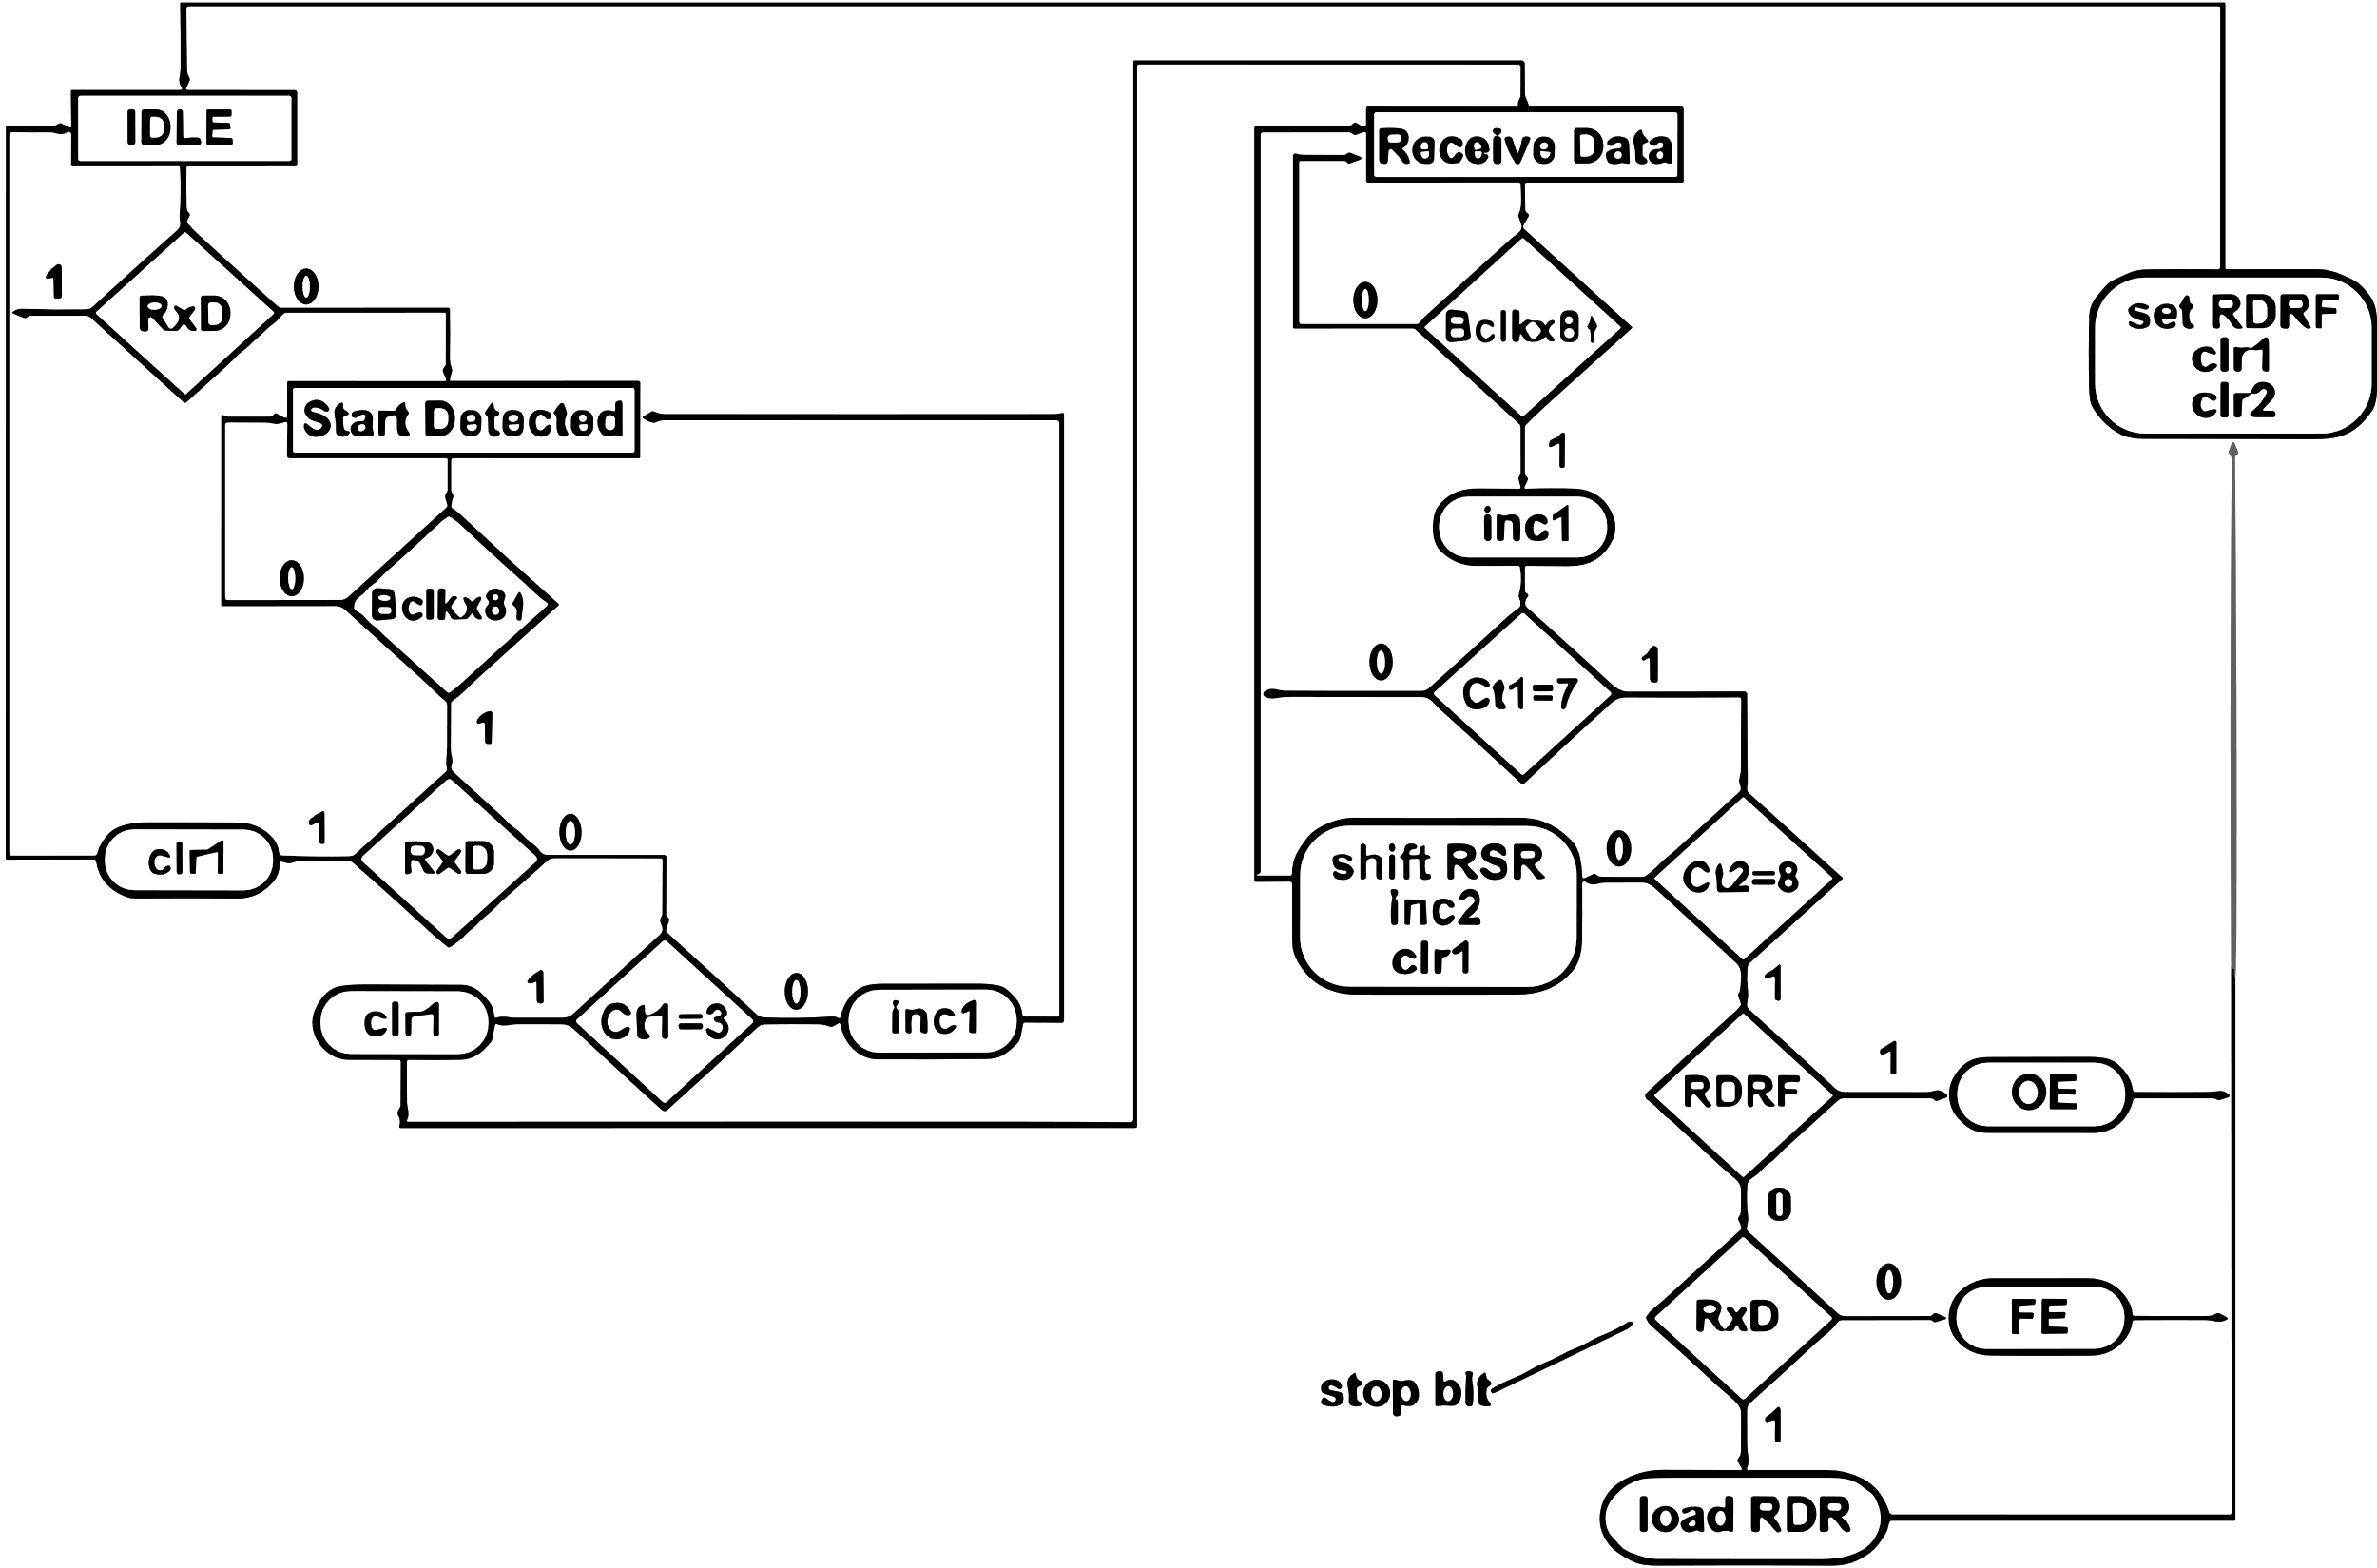 IDLE
1
RxD
0
Start Detected
0
Bclkx8↑
1
clr1
1
RxD
0
clr1
1
Ct1=3
0
inc1
Receive Data
0
Bclkx8↑
1
inc1
0
Ct1=7
1
shift RSR
inc2
clr1
0
Ct2=8
1
RDRF
1
OE
0
RxD
0
FE
stop bit
1
load RDR
set RDRF
clr1
clr2